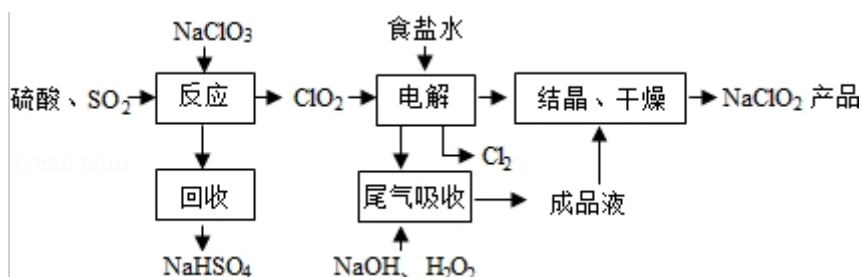 NaClO3 食盐水
硫酸、SO2 反应 ClO2 电解 结晶、干燥 NaClO2 产品
Cl2
回收 尾气吸收 成品液
NaHSO4 NaOH、H2O2